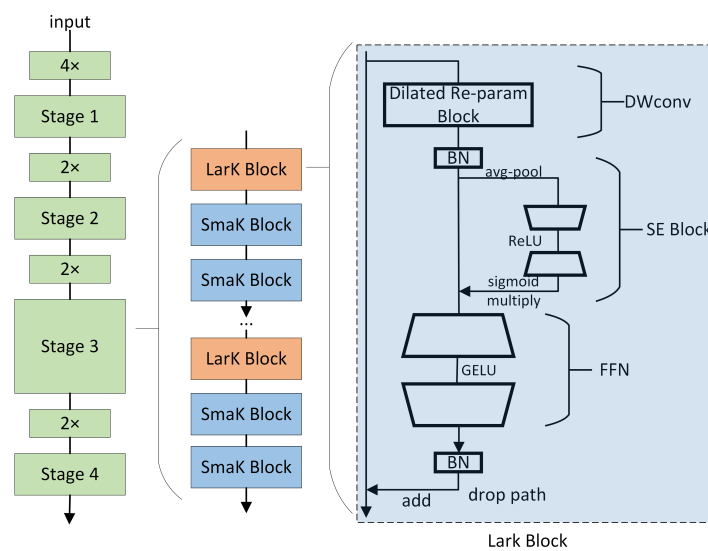 input
4×
Stage 1
2×
Stage 2
2×
Stage 3
2×
Stage 4
LarK Block
SmaK Block
SmaK Block
...
LarK Block
SmaK Block
SmaK Block
Dilated Re-param
Block
DWconv
BN
avg-pool
ReLU
SE Block
sigmoid
multiply
GELU
FFN
BN
add
drop path
Lark Block